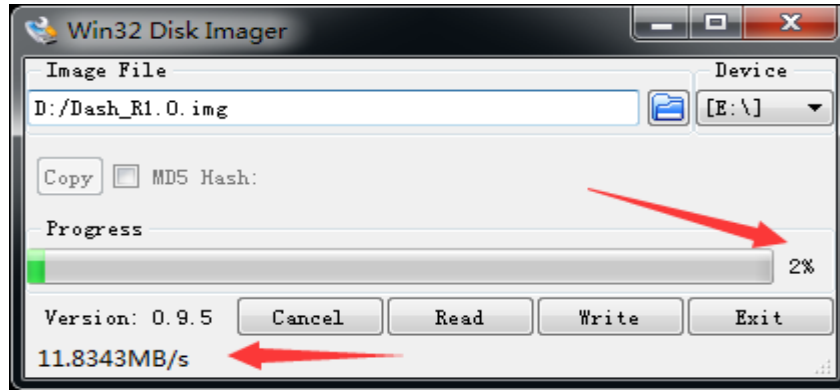 Win32 Disk Imager
Image File
Device
D:/Dash_R1.0.img
[E:\]
Copy
MD5 Hash:
Progress
2%
Version: 0.9.5
Cancel
Read
Write
Exit
11.8343MB/s